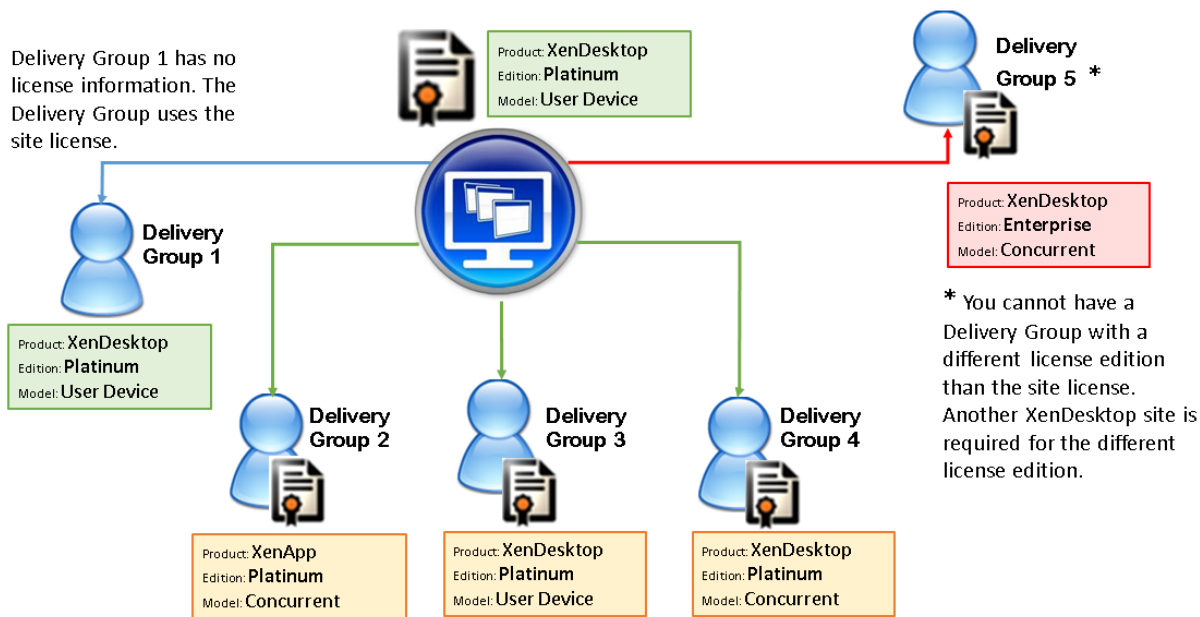 Delivery Group 1 has no
license information. The
Delivery Group uses the
site license.
Product: XenDesktop
Edition: Platinum
Model: User Device
Delivery
Group 5 *
Product: XenDesktop
Edition: Enterprise
Model: Concurrent
* You cannot have a
Delivery Group with a
different license edition
than the site license.
Another XenDesktop site is
required for the different
license edition.
Delivery
Group 1
Product: XenDesktop
Edition: Platinum
Model: User Device
Delivery
Group 2
Product: XenApp
Edition: Platinum
Model: Concurrent
Delivery
Group 3
Product: XenDesktop
Edition: Platinum
Model: User Device
Delivery
Group 4
Product: XenDesktop
Edition: Platinum
Model: Concurrent